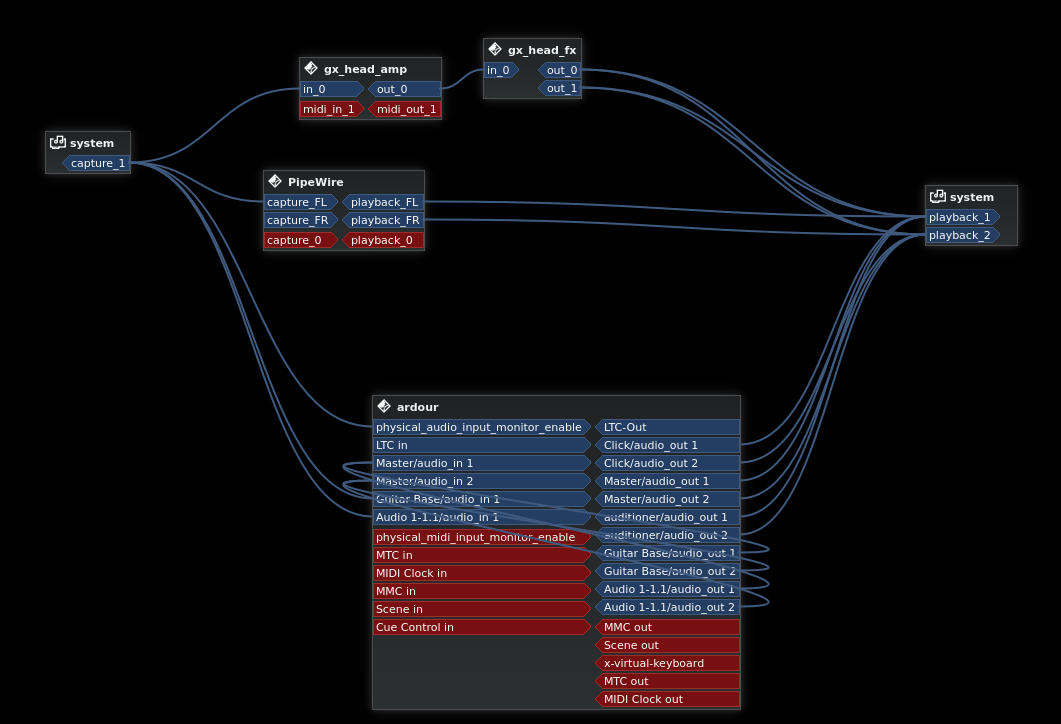 gx_head_fx
in_0 out_0
out_1
gx_head_amp
in_0 out_0
midi_in_1 midi_out_1
system
capture_1
PipeWire
capture_FL playback_FL
capture_FR playback_FR
capture_0 playback_0
system
playback_1
playback_2
ardour
physical_audio_input_monitor_enable LTC-Out
LTC in Click/audio_out 1
Master/audio_in 1 Click/audio_out 2
Master/audio_in 2 Master/audio_out 1
Guitar Base/audio_in 1 Master/audio_out 2
Audio 1-1.1/audio_in 1 auditioner/audio_out 1
physical_midi_input_monitor_enable auditioner/audio_out 2
MTC in Guitar Base/audio_out 1
MIDI Clock in Guitar Base/audio_out 2
MMC in Audio 1-1.1/audio_out 1
Scene in Audio 1-1.1/audio_out 2
Cue Control in MMC out
Scene out
x-virtual-keyboard
MTC out
MIDI Clock out